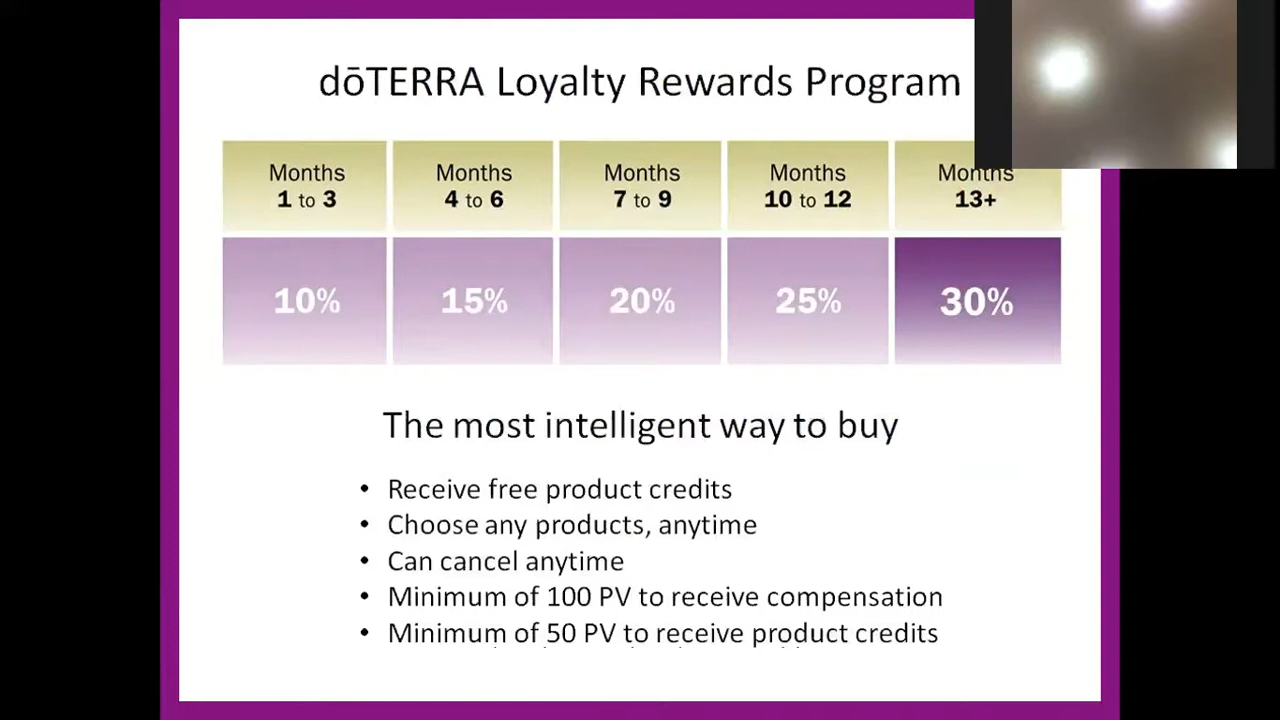 dōTERRA Loyalty Rewards Program
Months Months Months Months Months
1 to 3 4 to 6 7 to 9 10 to 12 13+
10% 15% 20% 25% 30%
The most intelligent way to buy
• Receive free product credits
• Choose any products, anytime
• Can cancel anytime
• Minimum of 100 PV to receive compensation
• Minimum of 50 PV to receive product credits